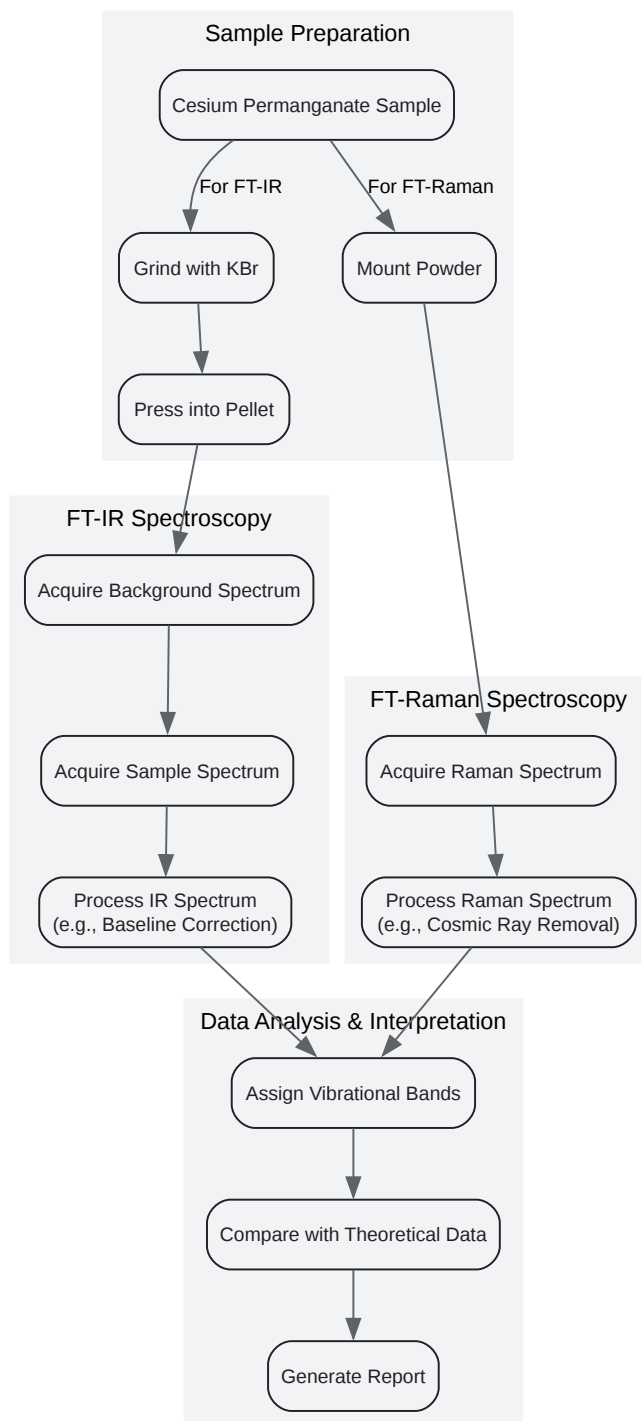 Sample Preparation
Cesium Permanganate Sample
For FT-IR
For FT-Raman
Grind with KBr
Mount Powder
Press into Pellet
FT-IR Spectroscopy
Acquire Background Spectrum
FT-Raman Spectroscopy
Acquire Sample Spectrum
Acquire Raman Spectrum
Process IR Spectrum
(e.g., Baseline Correction)
Process Raman Spectrum
(e.g., Cosmic Ray Removal)
Data Analysis & Interpretation
Assign Vibrational Bands
Compare with Theoretical Data
Generate Report